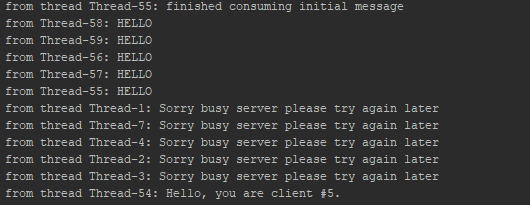 from thread Thread-55: finished consuming initial message
from Thread-58: HELLO
from Thread-59: HELLO
from Thread-56: HELLO
from Thread-57: HELLO
from Thread-55: HELLO
from thread Thread-1: Sorry busy server please try again later
from thread Thread-7: Sorry busy server please try again later
from thread Thread-4: Sorry busy server please try again later
from thread Thread-2: Sorry busy server please try again later
from thread Thread-3: Sorry busy server please try again later
from thread Thread-54: Hello, you are client #5.